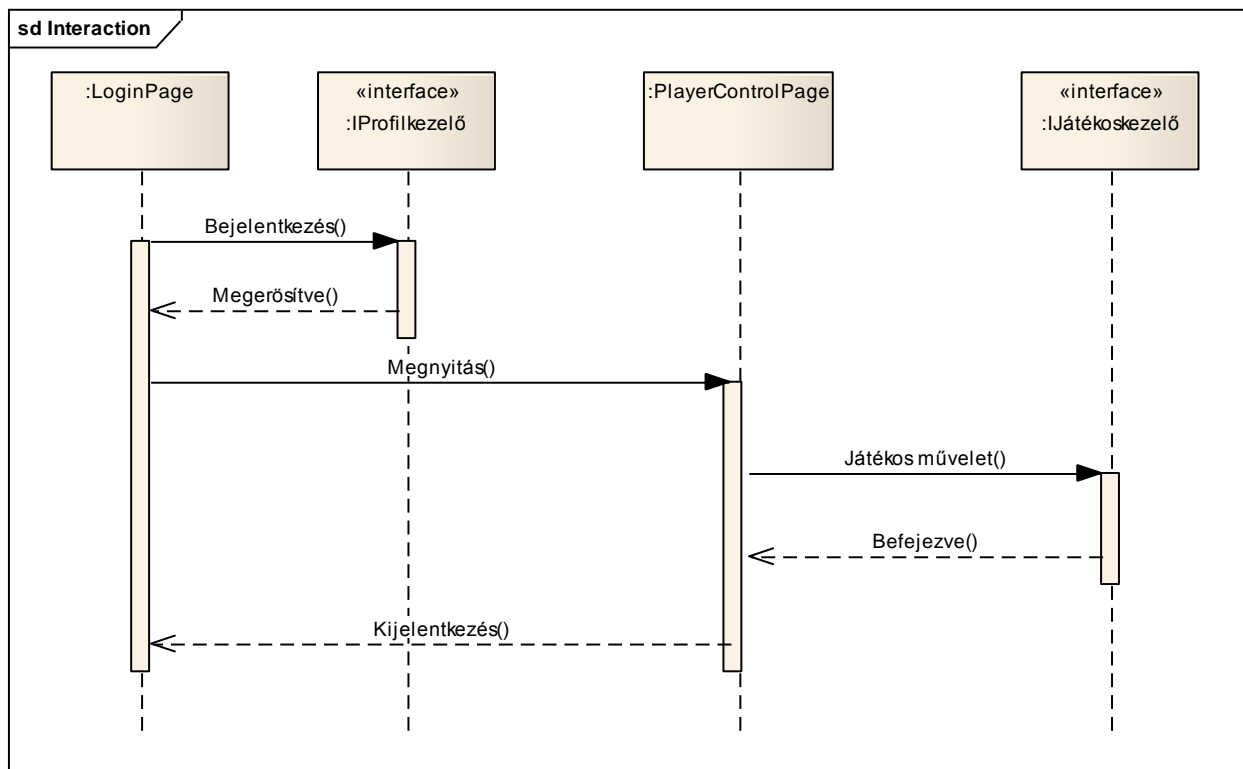 sd Interaction
:LoginPage
«interface»
:IProfilkezelő
:PlayerControlPage
«interface»
:IJátékoskezelő
Bejelentkezés()
Megerösítve()
Megnyitás()
Játékos művelet()
Befejezve()
Kijelentkezés()